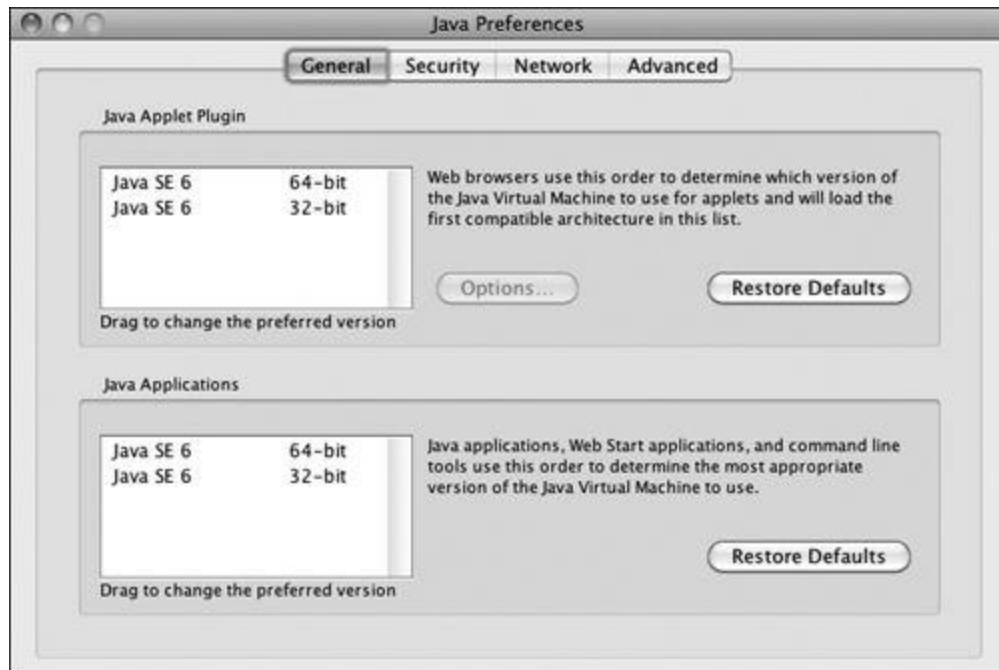 Java Preferences
General Security Network Advanced
Java Applet Plugin
Java SE 6 64-bit
Java SE 6 32-bit
Drag to change the preferred version
Web browsers use this order to determine which version of
the Java Virtual Machine to use for applets and will load the
first compatible architecture in this list.
Options...
Restore Defaults
Java Applications
Java SE 6 64-bit
Java SE 6 32-bit
Drag to change the preferred version
Java applications, Web Start applications, and command line
tools use this order to determine the most appropriate
version of the Java Virtual Machine to use.
Restore Defaults